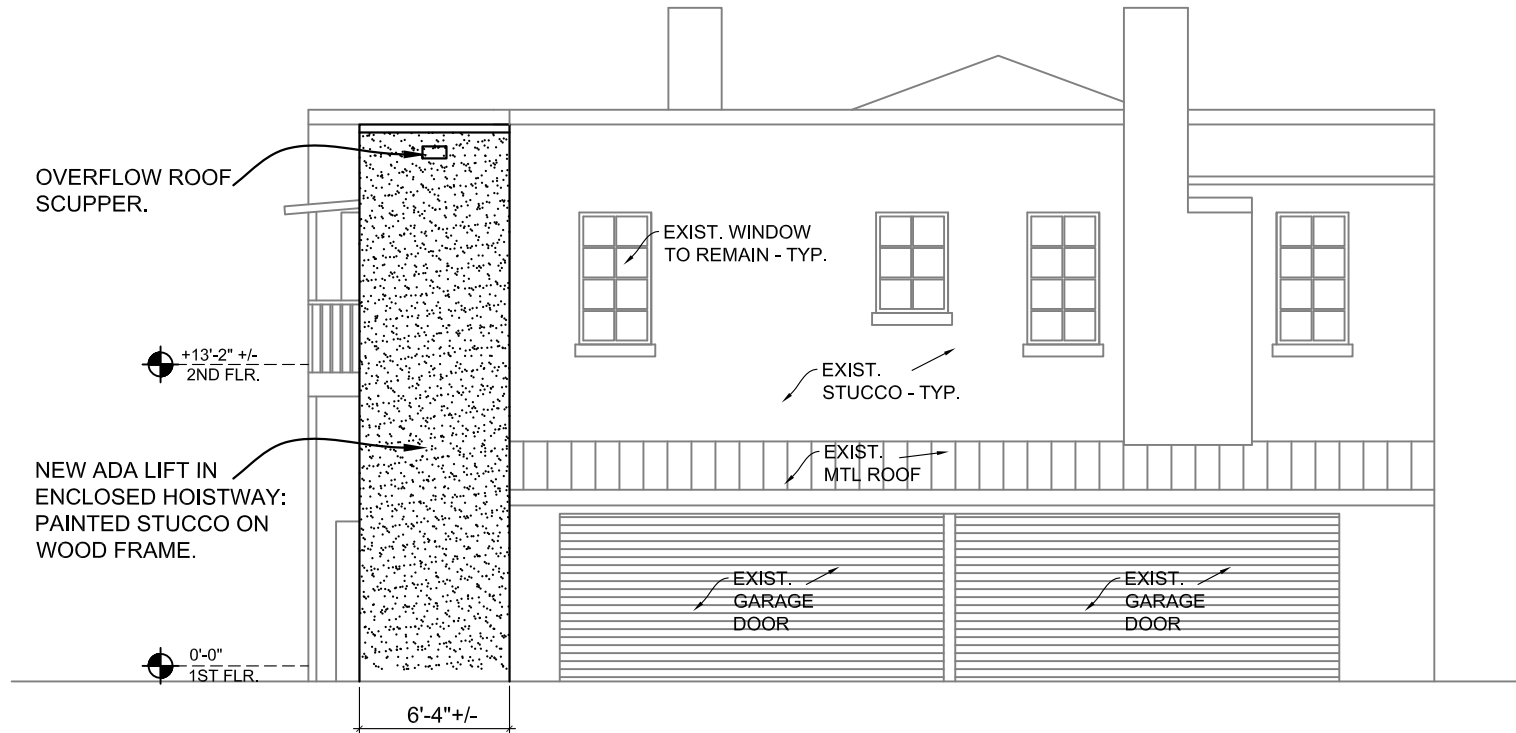 OVERFLOW ROOF
SCUPPER.
EXIST. WINDOW
TO REMAIN - TYP.
+13'-2" +/-
2ND FLR.
EXIST.
STUCCO - TYP.
NEW ADA LIFT IN
ENCLOSED HOISTWAY:
PAINTED STUCCO ON
WOOD FRAME.
EXIST.
MTL ROOF
EXIST.
GARAGE
DOOR
EXIST.
GARAGE
DOOR
0'-0"
1ST FLR.
6'-4"+/-